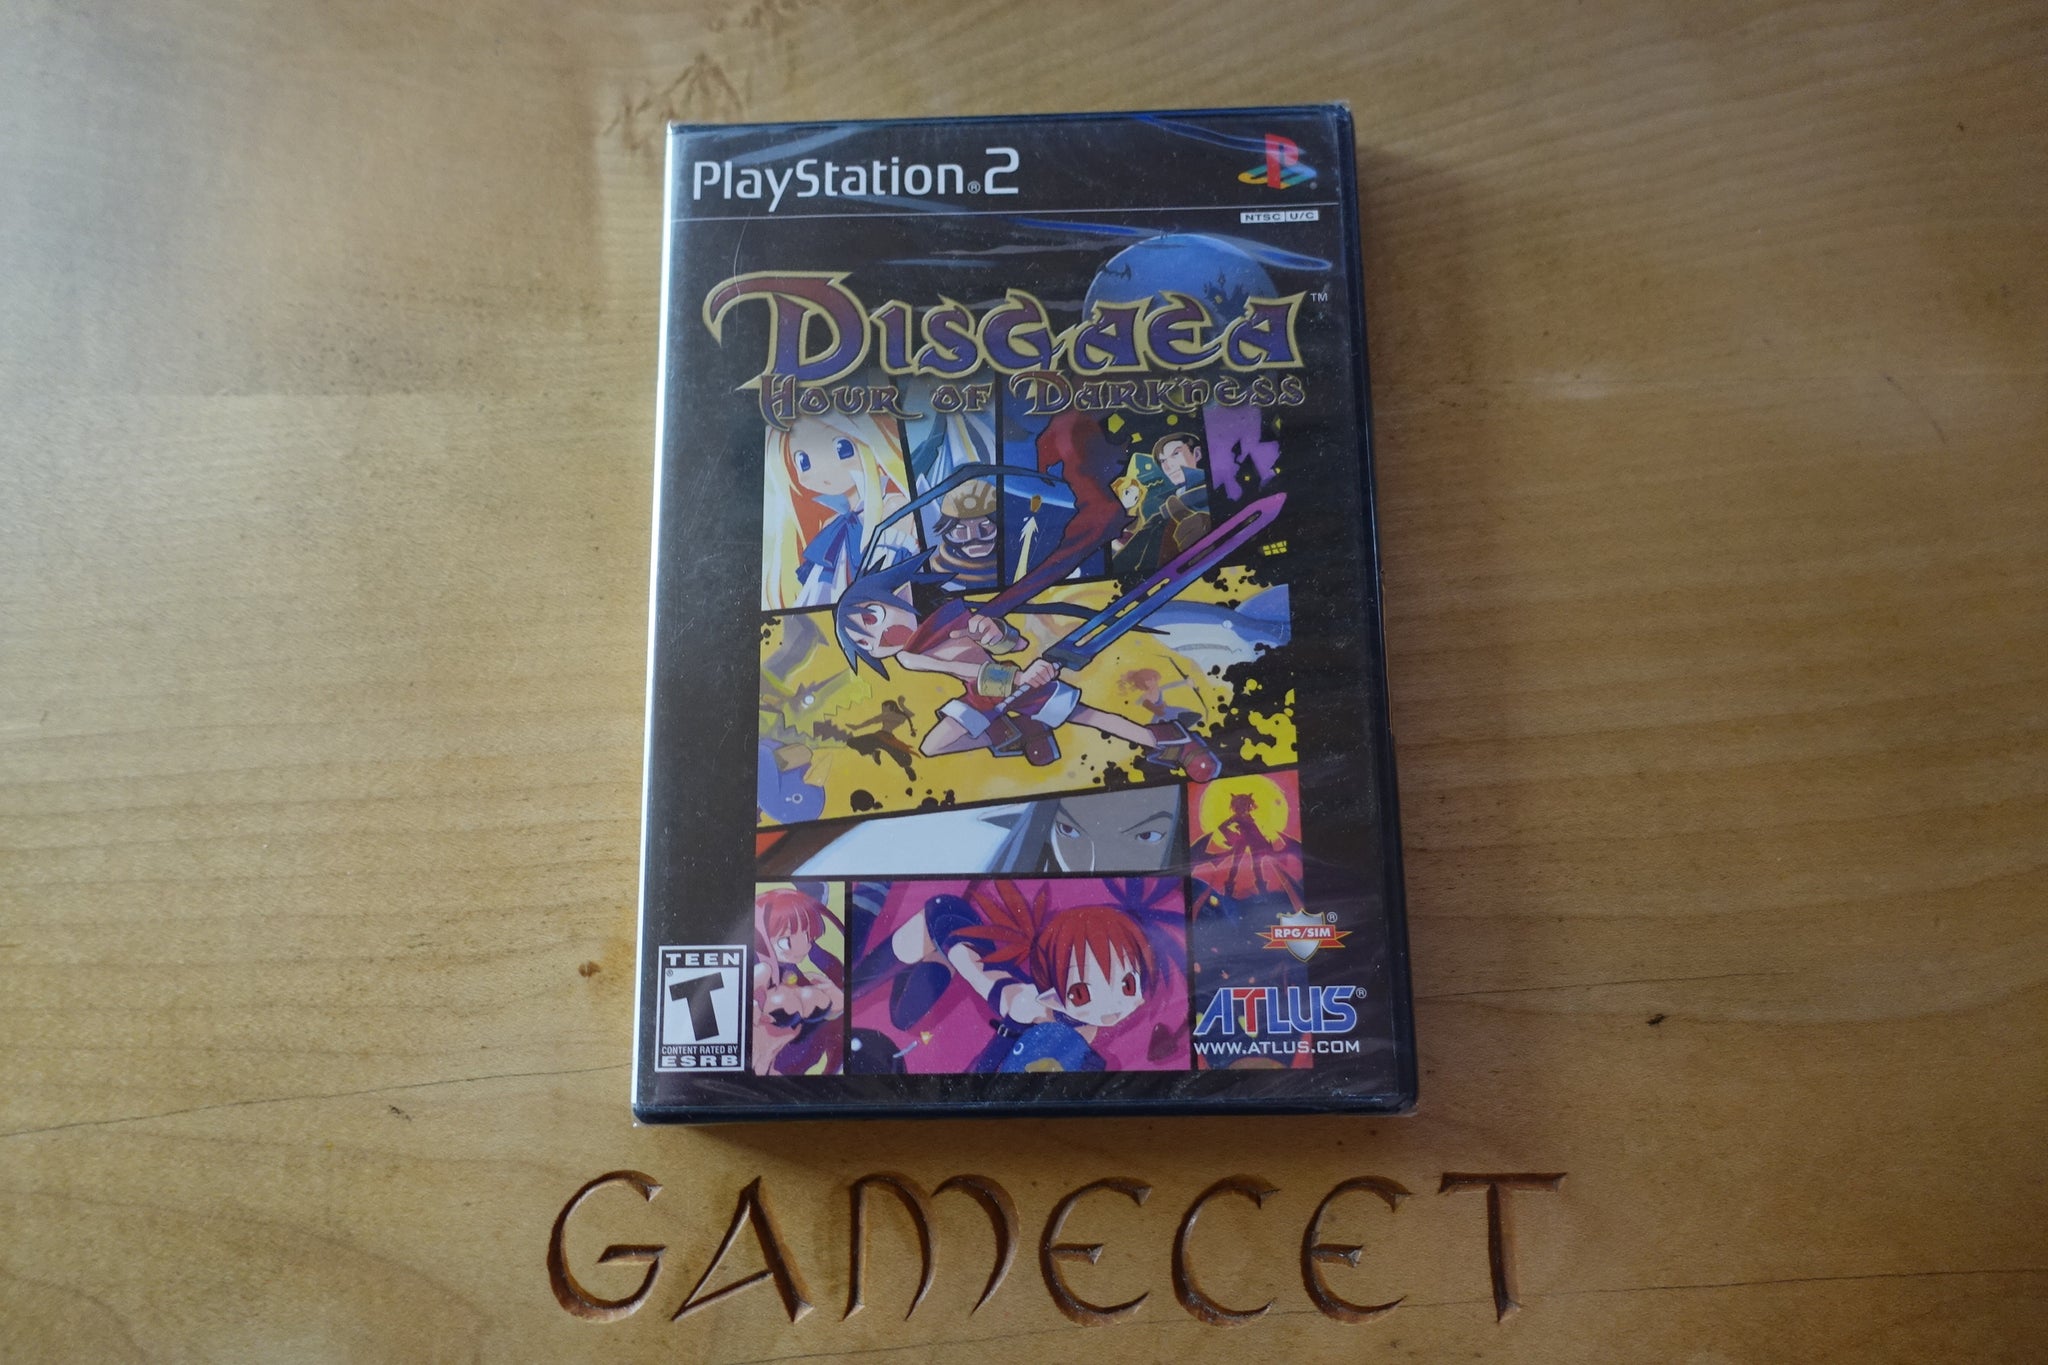 PlayStation®2
NTSC U/C
DISGAEA™
HOUR OF DARKNESS
RPG/SIM®
TEEN
T
®
CONTENT RATED BY
ESRB
ATLUS®
WWW.ATLUS.COM
GAMECET